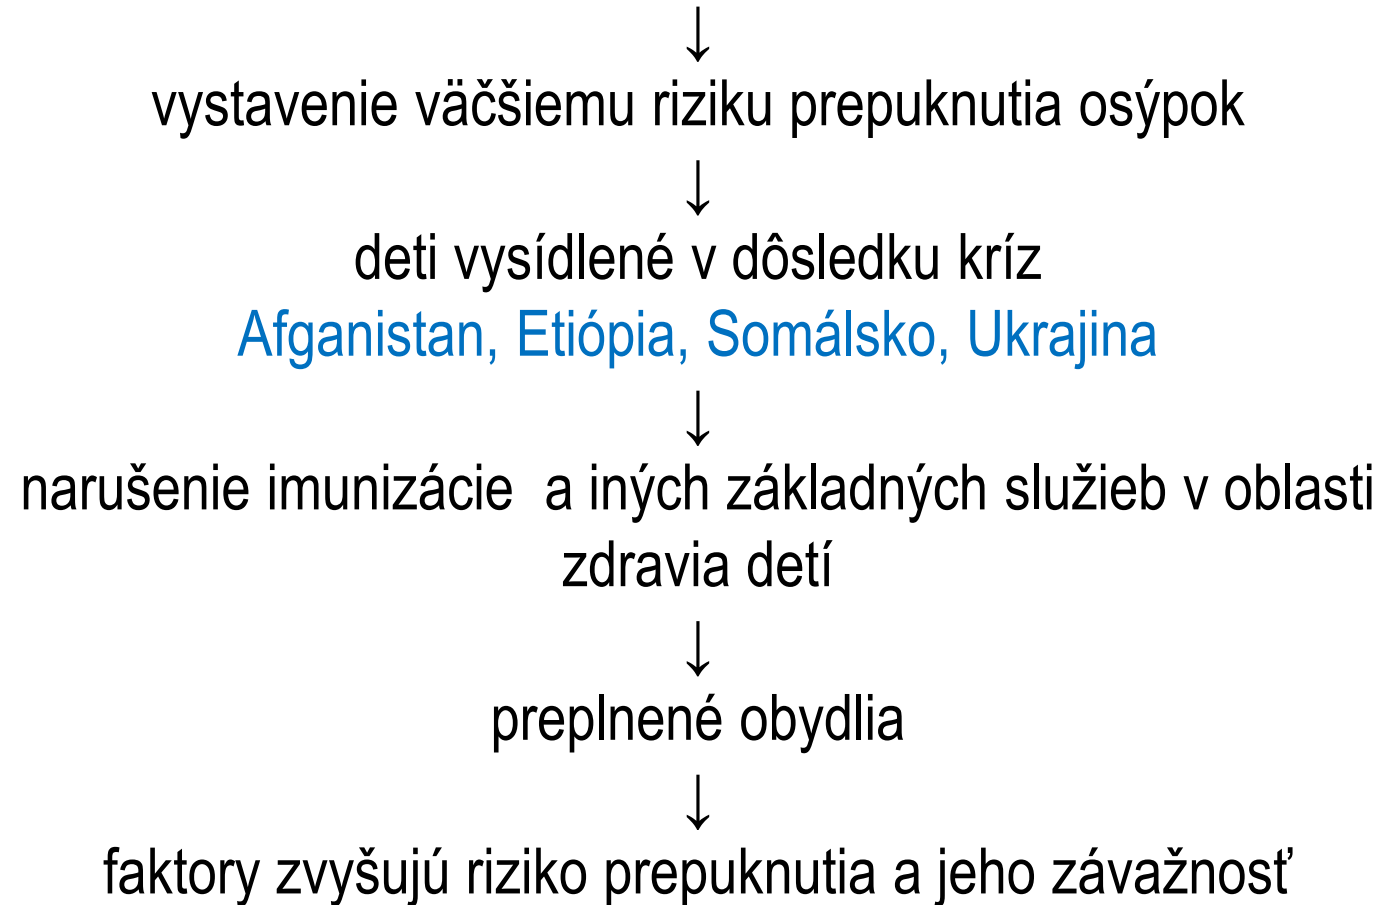 ↓
vystavenie väčšiemu riziku prepuknutia osýpok
↓
deti vysídlené v dôsledku kríz
Afganistan, Etiópia, Somálsko, Ukrajina
↓
narušenie imunizácie  a iných základných služieb v oblasti
zdravia detí
↓
preplnené obydlia
↓
faktory zvyšujú riziko prepuknutia a jeho závažnosť